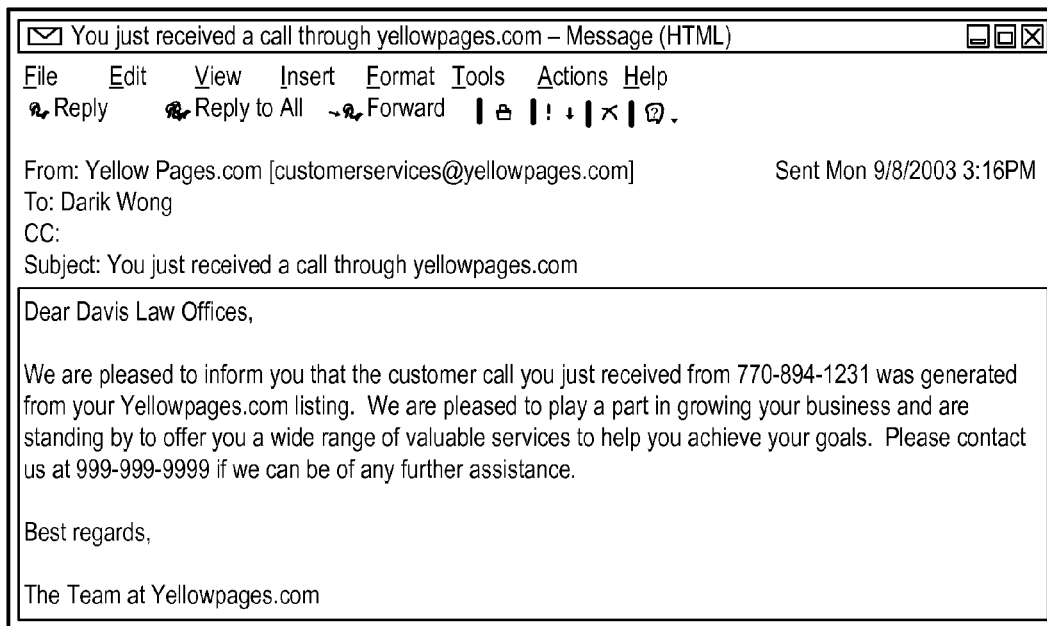 You just received a call through yellowpages.com – Message (HTML)
File Edit View Insert Format Tools Actions Help
Reply Reply to All Forward ! ?
From: Yellow Pages.com [customerservices@yellowpages.com] Sent Mon 9/8/2003 3:16PM
To: Darik Wong
CC:
Subject: You just received a call through yellowpages.com
Dear Davis Law Offices,
We are pleased to inform you that the customer call you just received from 770-894-1231 was generated
from your Yellowpages.com listing. We are pleased to play a part in growing your business and are
standing by to offer you a wide range of valuable services to help you achieve your goals. Please contact
us at 999-999-9999 if we can be of any further assistance.
Best regards,
The Team at Yellowpages.com